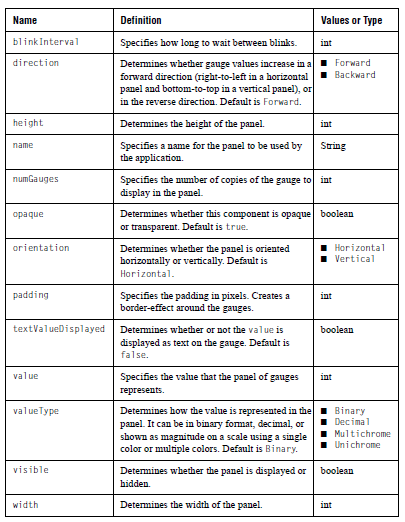 Name Definition Values or Type
blinkInterval Specifies how long to wait between blinks. int
direction Determines whether gauge values increase in a ■ Forward
forward direction (right-to-left in a horizontal ■ Backward
panel and bottom-to-top in a vertical panel), or
in the reverse direction. Default is Forward.
height Determines the height of the panel. int
name Specifies a name for the panel to be used by String
the application.
numGauges Specifies the number of copies of the gauge to int
display in the panel.
opaque Determines whether this component is opaque boolean
or transparent. Default is true.
orientation Determines whether the panel is oriented ■ Horizontal
horizontally or vertically. Default is ■ Vertical
Horizontal.
padding Specifies the padding in pixels. Creates a int
border-effect around the gauges.
textValueDisplayed Determines whether or not the value is boolean
displayed as text on the gauge. Default is
false.
value Specifies the value that the panel of gauges int
represents.
valueType Determines how the value is represented in the ■ Binary
panel. It can be in binary format, decimal, or ■ Decimal
shown as magnitude on a scale using a single ■ Multichrome
color or multiple colors. Default is Binary. ■ Unichrome
visible Determines whether the panel is displayed or boolean
hidden.
width Determines the width of the panel. int